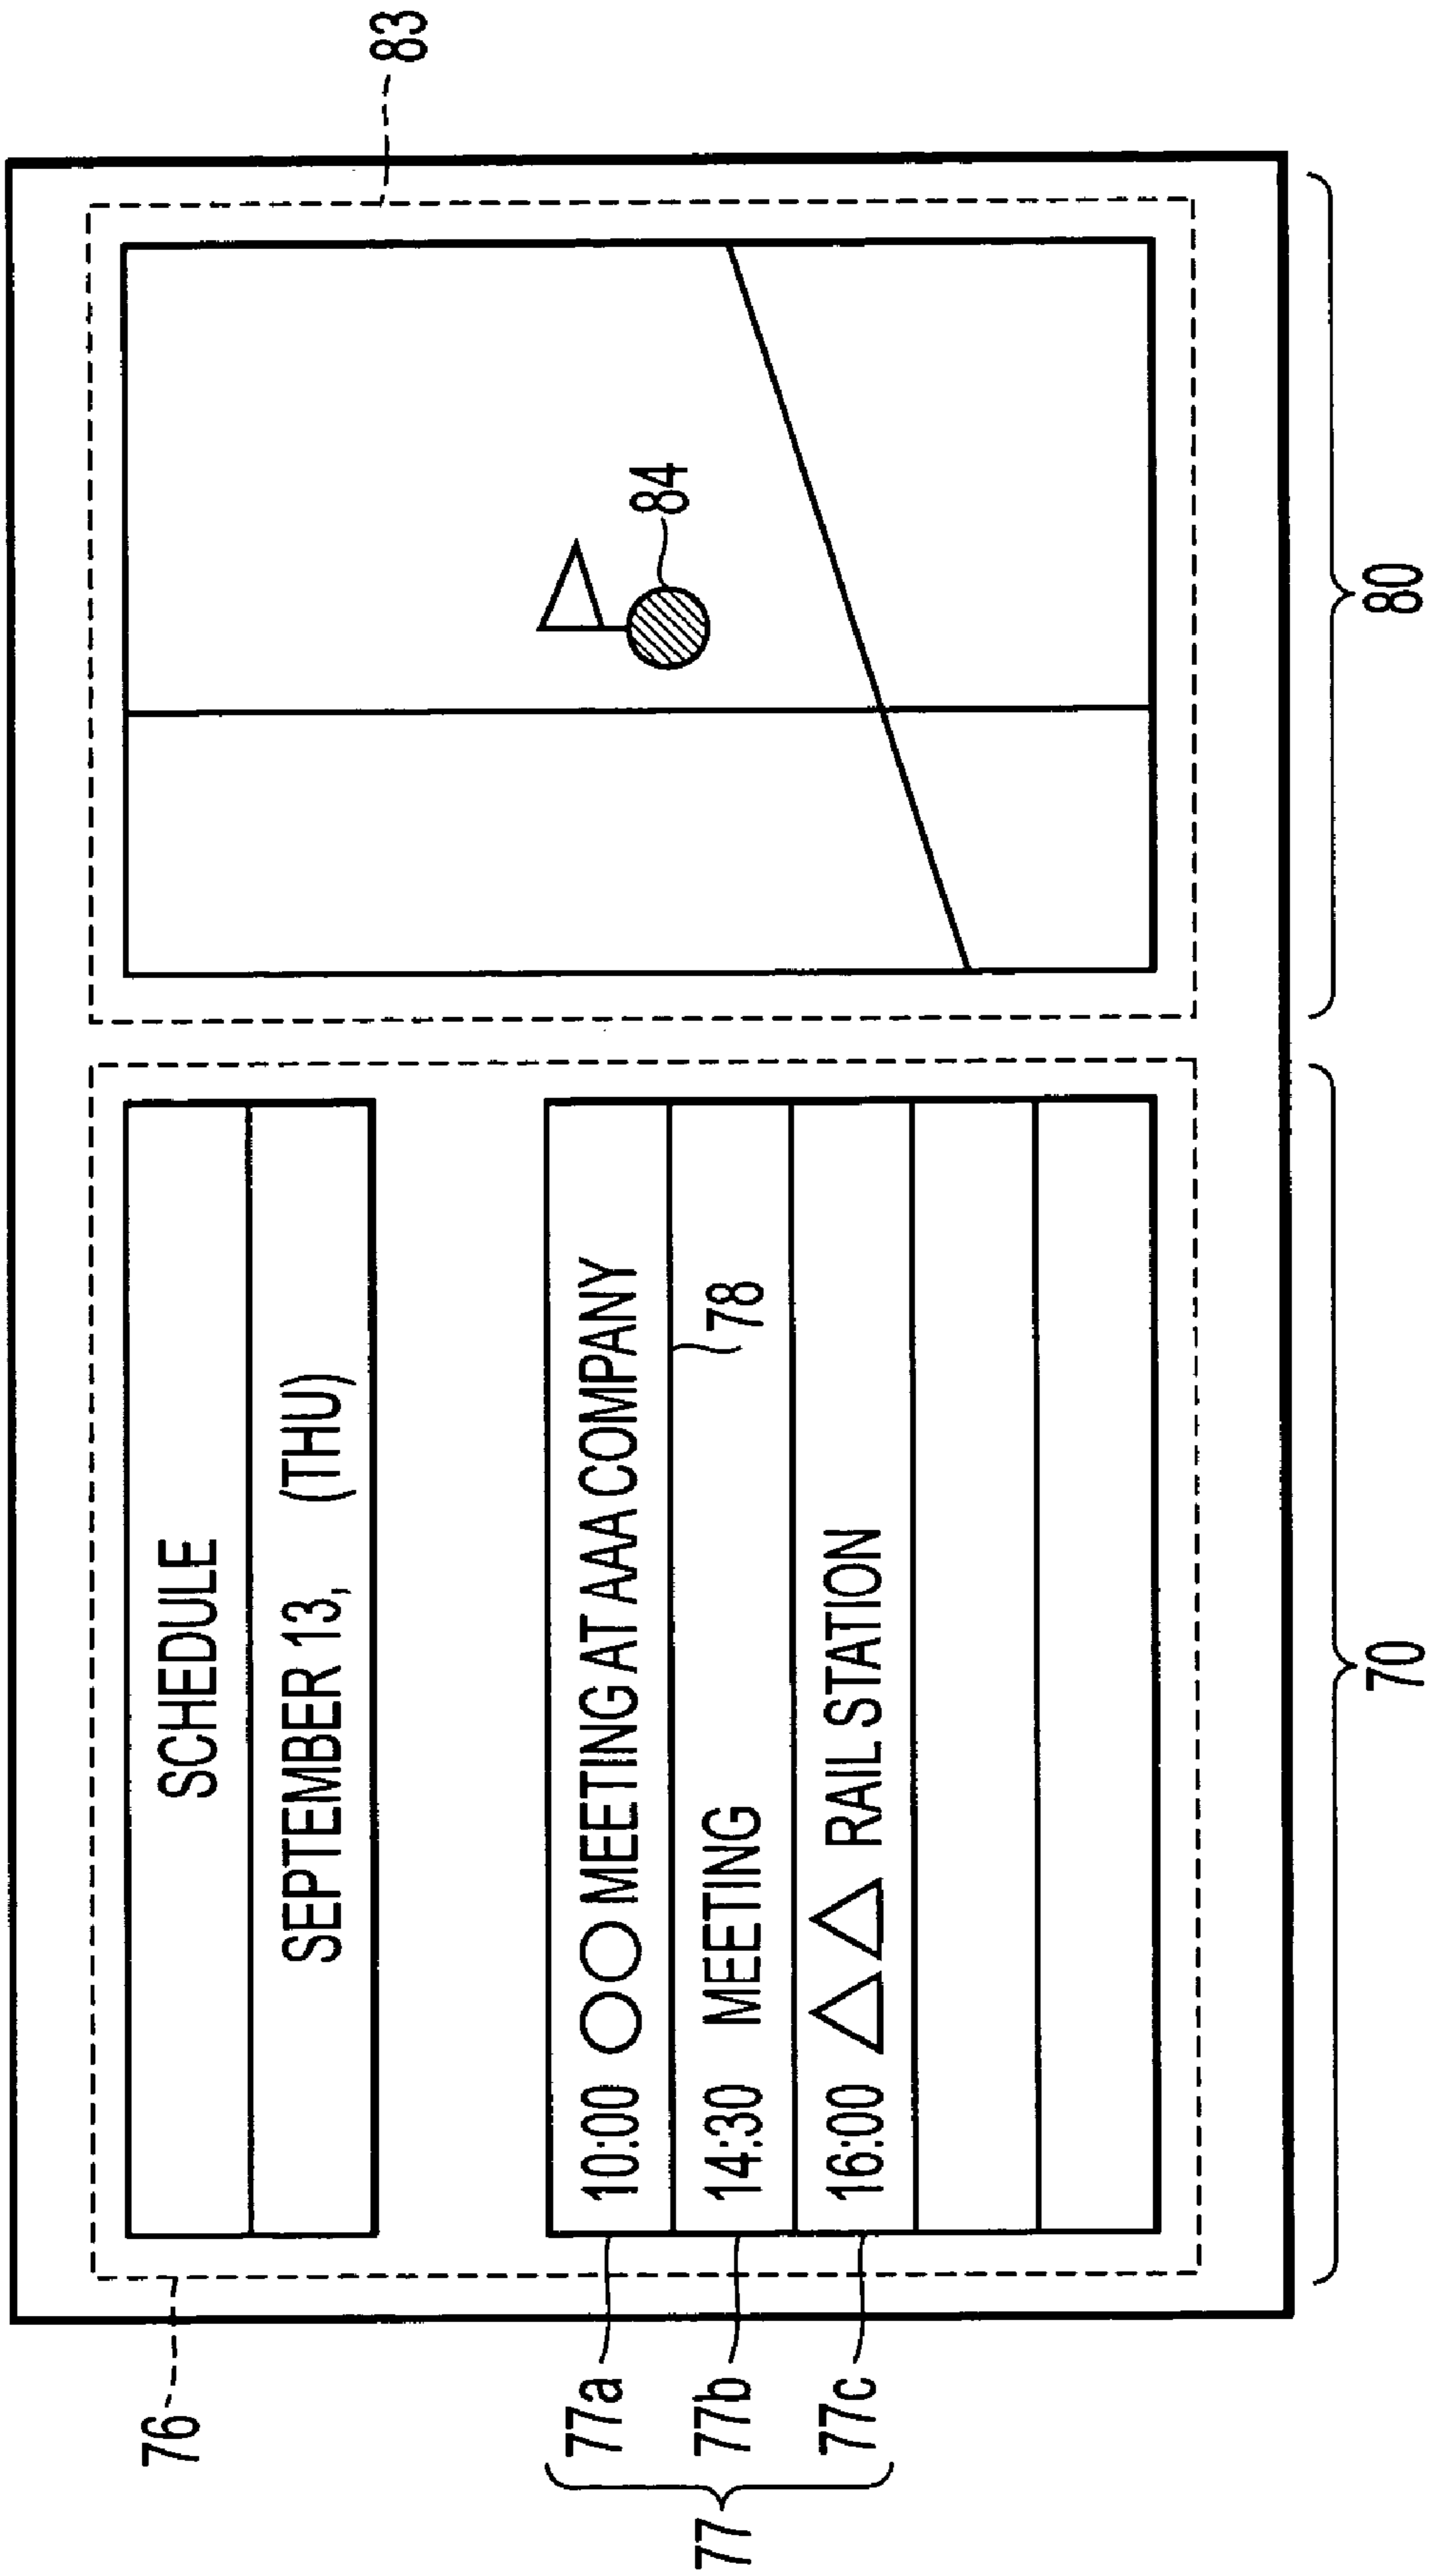 83
SCHEDULE
SEPTEMBER 13, (THU)
76
10:00 ○○ MEETING AT AAA COMPANY
78
14:30 MEETING
16:00 △△ RAIL STATION
77a
77b
77c
77
84
70
80